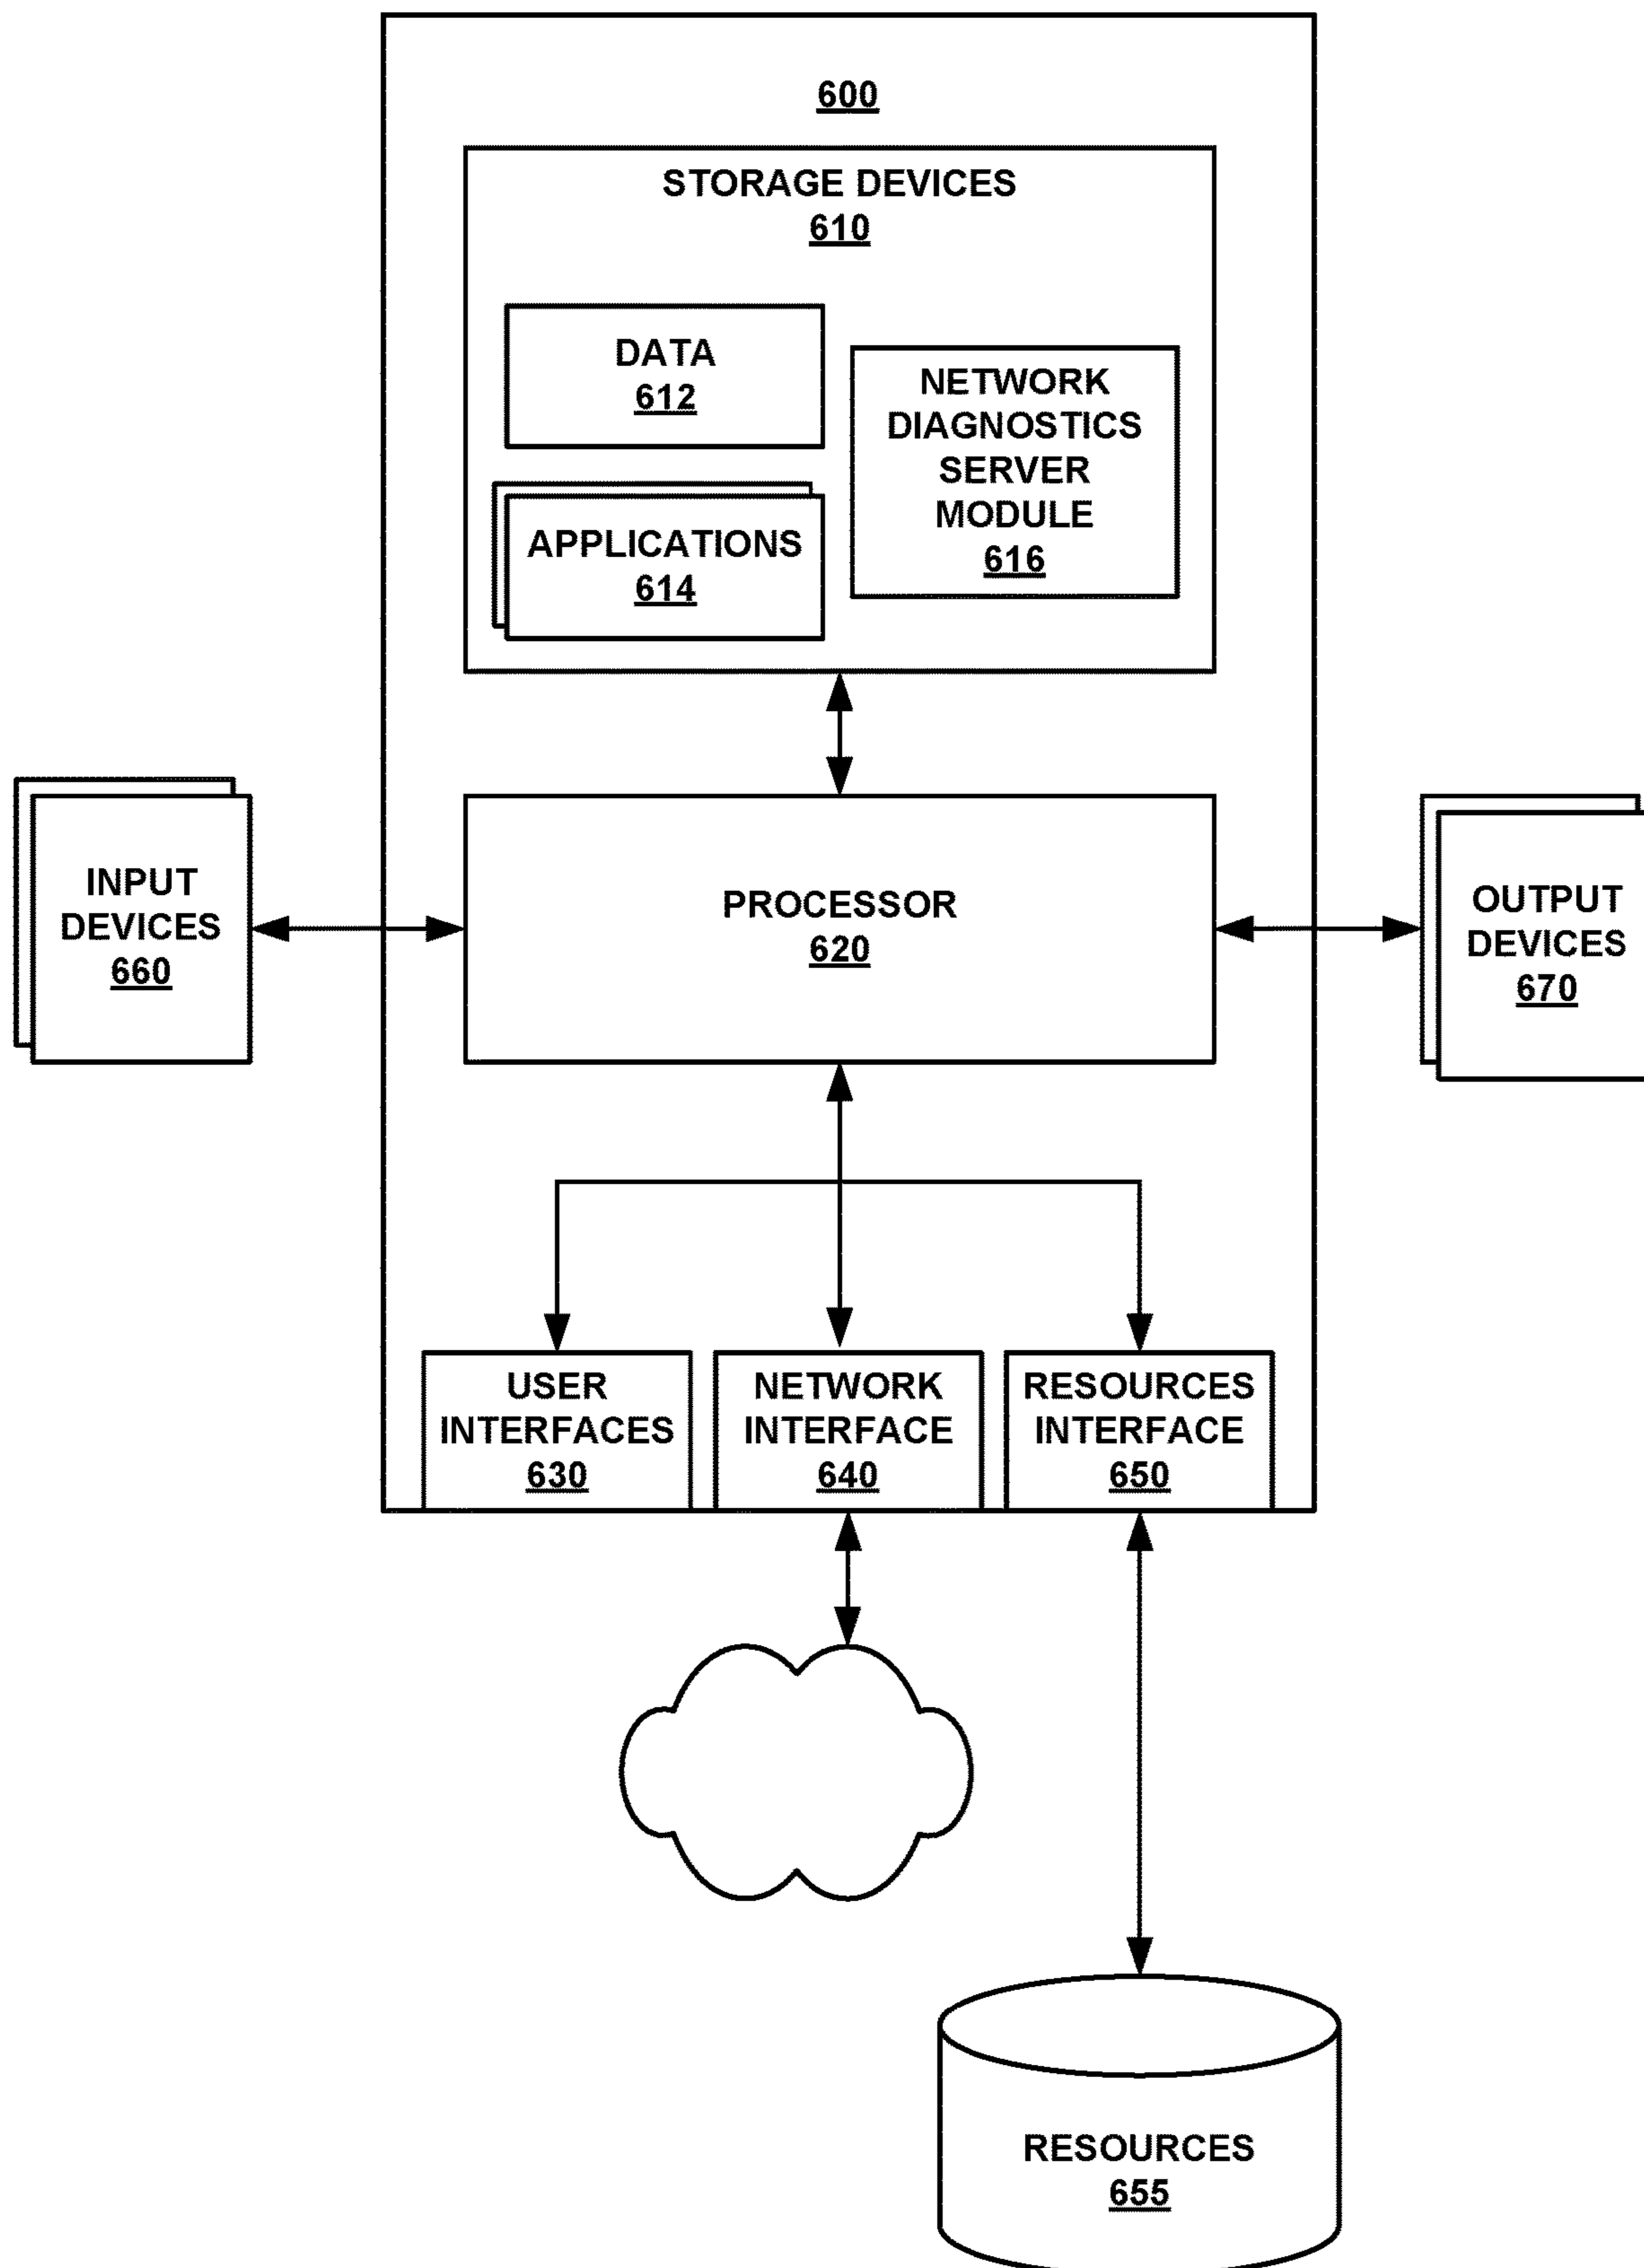 600
STORAGE DEVICES
610
DATA
612
APPLICATIONS
614
NETWORK
DIAGNOSTICS
SERVER
MODULE
616
INPUT
DEVICES
660
PROCESSOR
620
OUTPUT
DEVICES
670
USER
INTERFACES
630
NETWORK
INTERFACE
640
RESOURCES
INTERFACE
650
RESOURCES
655